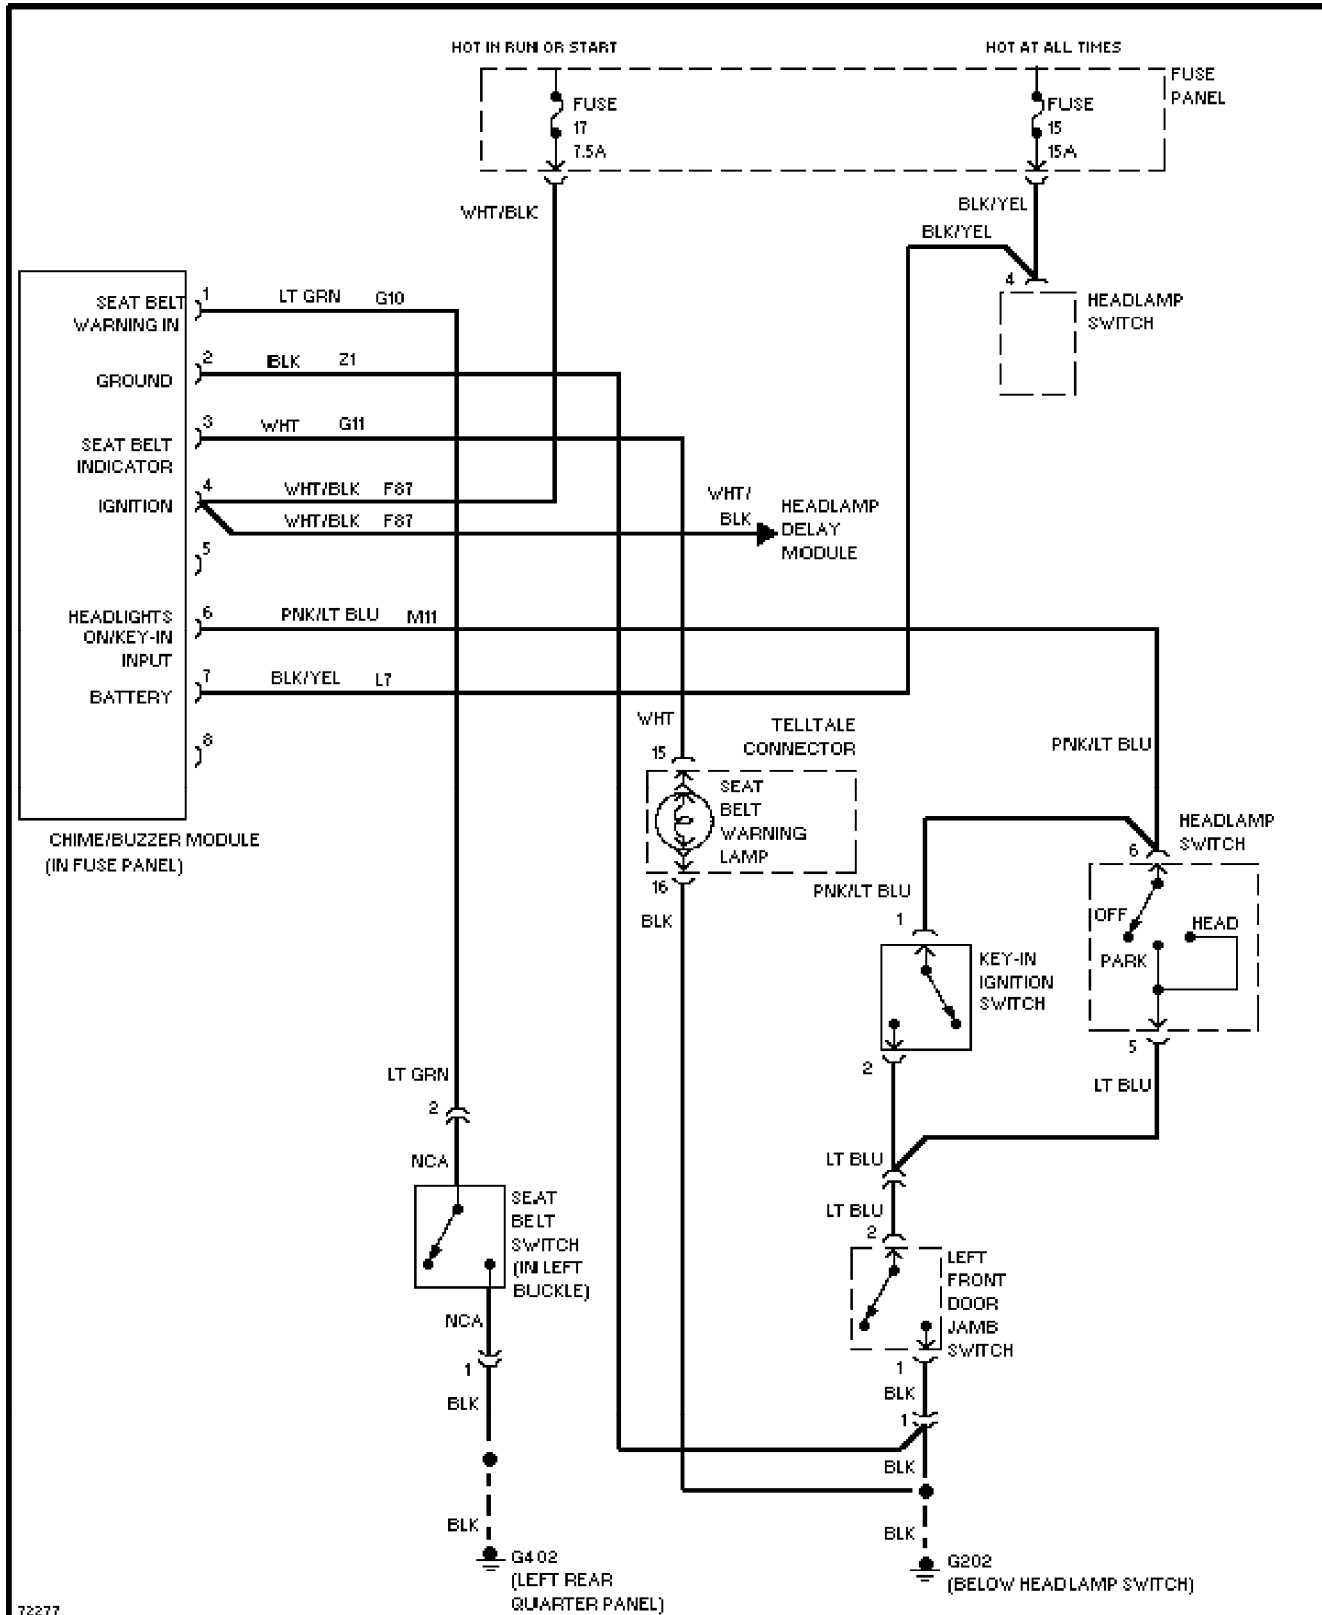 HOT IN RUN OR START
HOT AT ALL TIMES
FUSE
17
7.5A
FUSE
15
15A
FUSE
PANEL
WHT/BLK
BLK/YEL
BLK/YEL
4
HEADLAMP
SWITCH
SEAT BELT
WARNING IN
1
LT GRN G10
GROUND
2
BLK Z1
SEAT BELT
INDICATOR
3
WHT G11
IGNITION
4
WHT/BLK F87
WHT/BLK F87
WHT/
BLK
HEADLAMP
DELAY
MODULE
5
HEADLIGHTS
ON/KEY-IN
INPUT
6
PNK/LT BLU M11
BATTERY
7
BLK/YEL L7
8
CHIME/BUZZER MODULE
(IN FUSE PANEL)
WHT
15
TELLTALE
CONNECTOR
SEAT
BELT
WARNING
LAMP
16
BLK
PNK/LT BLU
HEADLAMP
SWITCH
6
OFF
HEAD
PARK
5
LT BLU
PNK/LT BLU
1
KEY-IN
IGNITION
SWITCH
2
LT BLU
LT BLU
2
LEFT
FRONT
DOOR
JAMB
SWITCH
1
BLK
1
BLK
BLK
G202
(BELOW HEADLAMP SWITCH)
LT GRN
2
NCA
SEAT
BELT
SWITCH
(IN LEFT
BUCKLE)
NCA
1
BLK
BLK
G402
(LEFT REAR
QUARTER PANEL)
72277